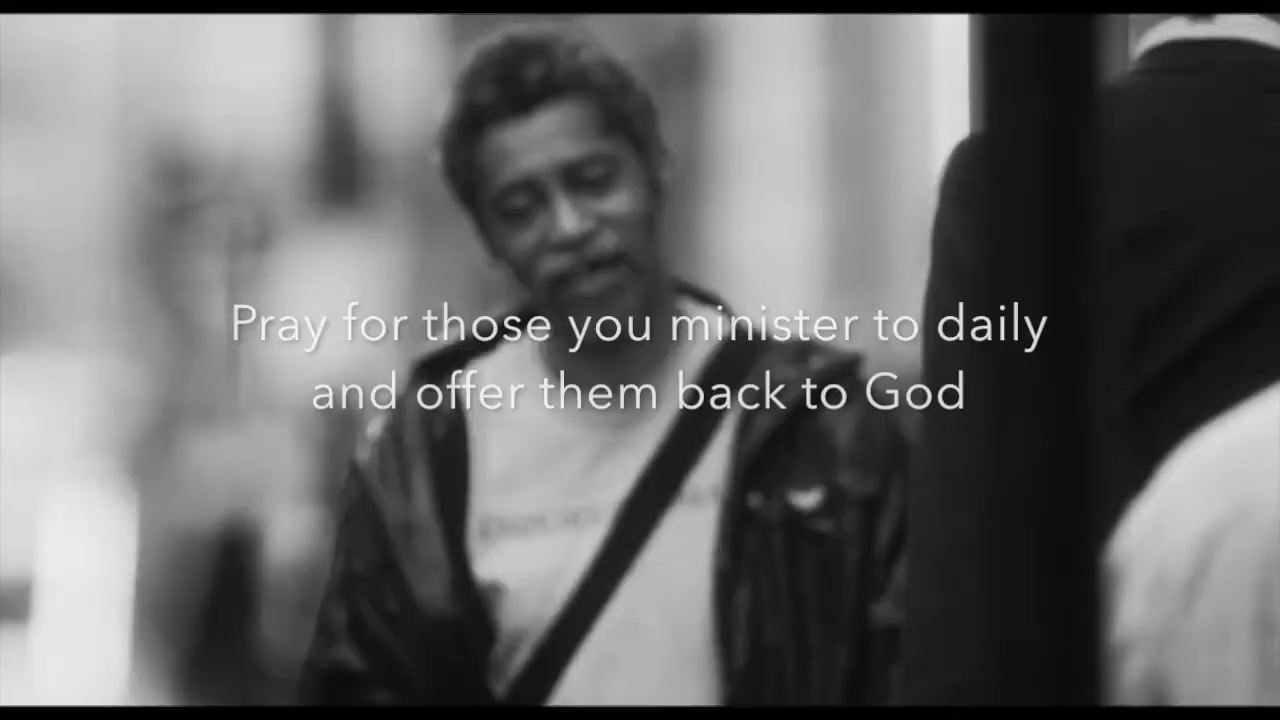 Pray for those you minister to daily
and offer them back to God